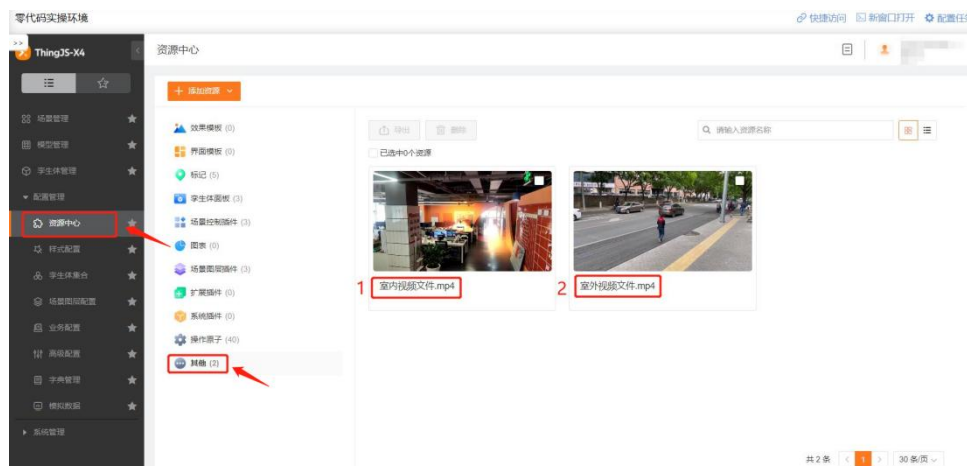 零代码实操环境
快捷访问 新窗口打开 配置任
>>
ThingJS-X4
资源中心
添加资源
场景管理
模型管理
孪生体管理
配置管理
资源中心
样式配置
孪生体集合
场景图层配置
业务配置
高级配置
字典管理
模拟数据
系统管理
效果模板 (0)
界面模板 (0)
标记 (5)
孪生体面板 (3)
场景控制插件 (3)
图表 (0)
场景图层插件 (3)
扩展插件 (0)
系统插件 (0)
操作原子 (40)
其他 (2)
导出 删除
请输入资源名称
已选中0个资源
1 室内视频文件.mp4
2 室外视频文件.mp4
共 2 条 < 1 > 30 条/页